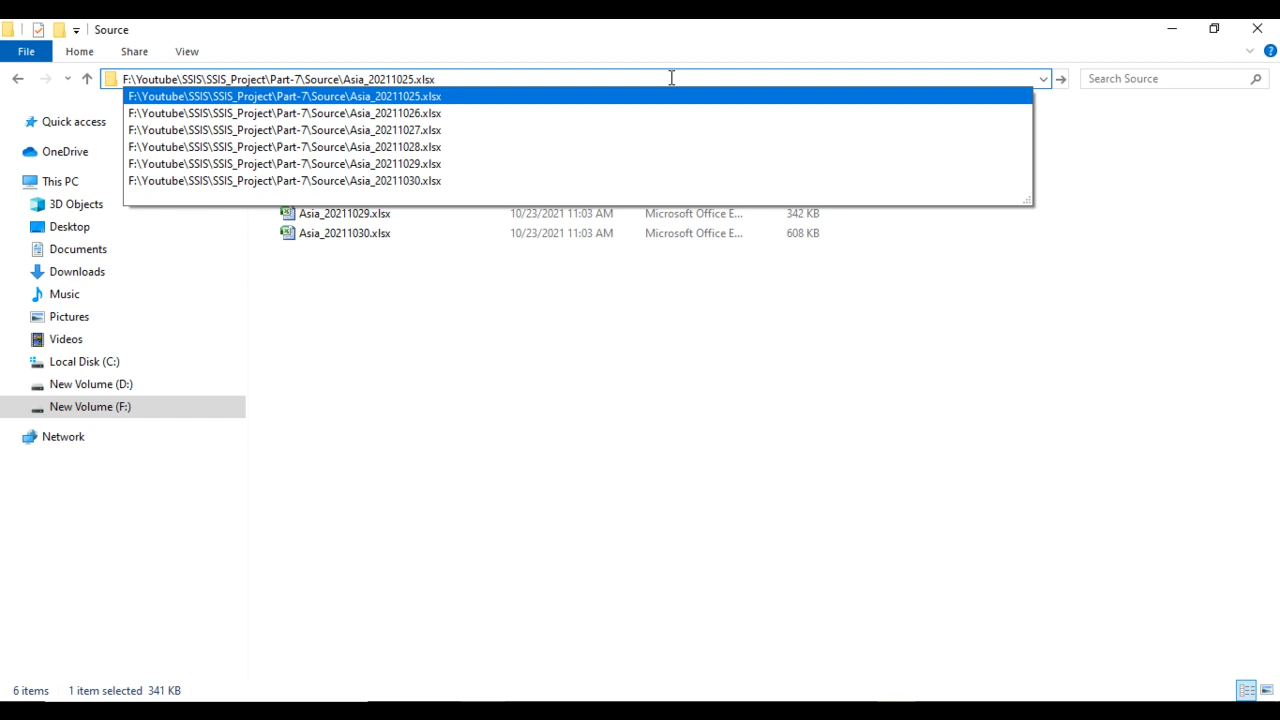 Source
File Home Share View
F:\Youtube\SSIS\SSIS_Project\Part-7\Source\Asia_20211025.xlsx
Search Source
F:\Youtube\SSIS\SSIS_Project\Part-7\Source\Asia_20211025.xlsx
F:\Youtube\SSIS\SSIS_Project\Part-7\Source\Asia_20211026.xlsx
F:\Youtube\SSIS\SSIS_Project\Part-7\Source\Asia_20211027.xlsx
F:\Youtube\SSIS\SSIS_Project\Part-7\Source\Asia_20211028.xlsx
F:\Youtube\SSIS\SSIS_Project\Part-7\Source\Asia_20211029.xlsx
F:\Youtube\SSIS\SSIS_Project\Part-7\Source\Asia_20211030.xlsx
Asia_20211029.xlsx 10/23/2021 11:03 AM Microsoft Office E... 342 KB
Asia_20211030.xlsx 10/23/2021 11:03 AM Microsoft Office E... 608 KB
Quick access
OneDrive
This PC
3D Objects
Desktop
Documents
Downloads
Music
Pictures
Videos
Local Disk (C:)
New Volume (D:)
New Volume (F:)
Network
6 items 1 item selected 341 KB